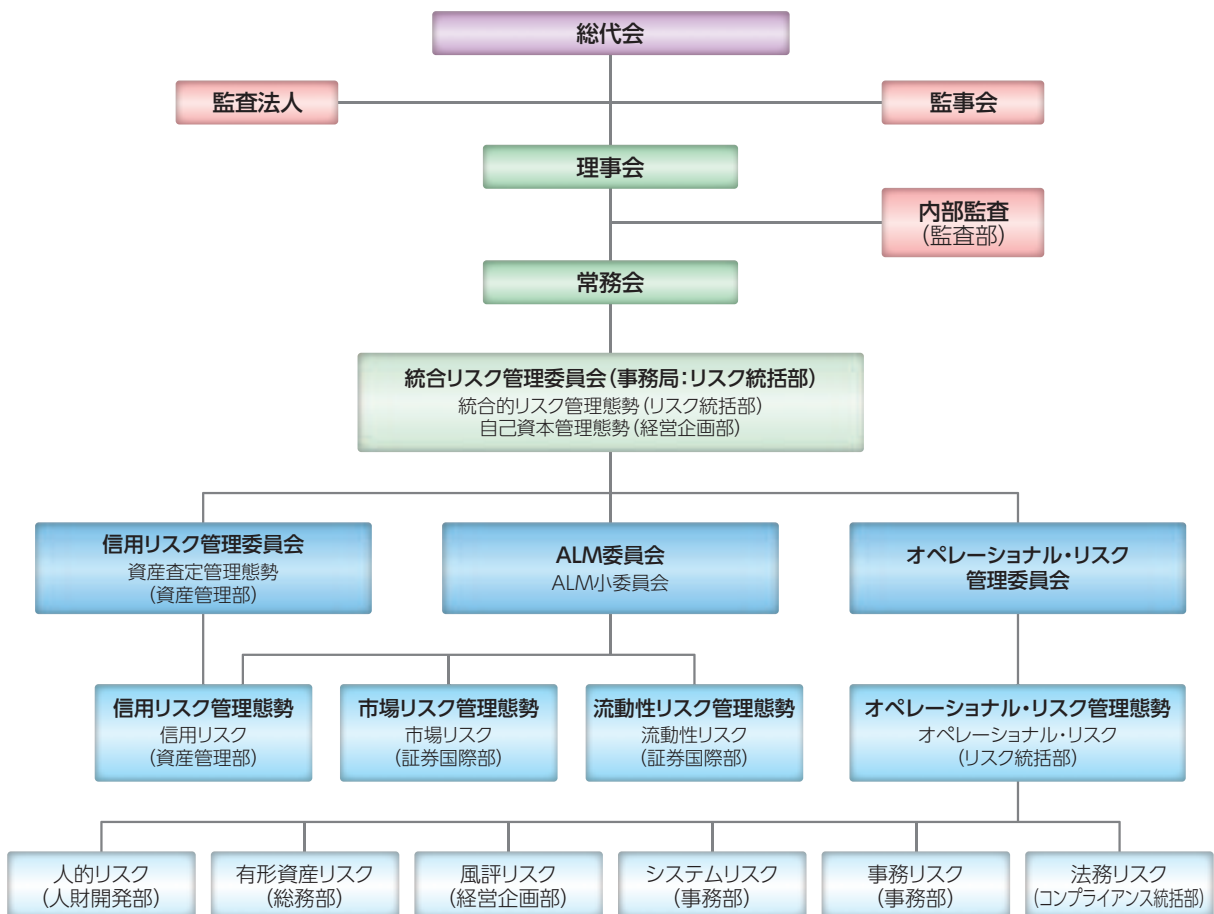 総代会
監査法人
監事会
理事会
内部監査
(監査部)
常務会
統合リスク管理委員会(事務局:リスク統括部)
統合的リスク管理態勢(リスク統括部)
自己資本管理態勢(経営企画部)
信用リスク管理委員会
資産査定管理態勢
(資産管理部)
ALM委員会
ALM小委員会
オペレーショナル・リスク
管理委員会
信用リスク管理態勢
信用リスク
(資産管理部)
市場リスク管理態勢
市場リスク
(証券国際部)
流動性リスク管理態勢
流動性リスク
(証券国際部)
オペレーショナル・リスク管理態勢
オペレーショナル・リスク
(リスク統括部)
人的リスク
(人財開発部)
有形資産リスク
(総務部)
風評リスク
(経営企画部)
システムリスク
(事務部)
事務リスク
(事務部)
法務リスク
(コンプライアンス統括部)